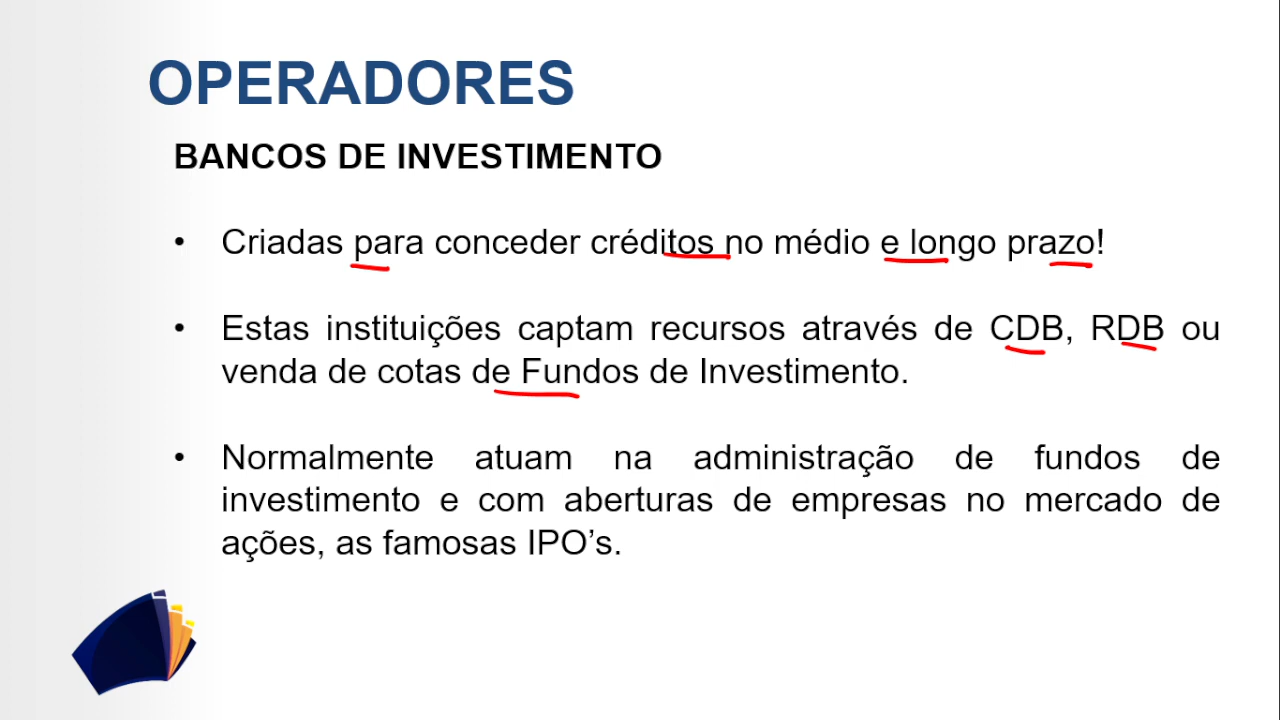 OPERADORES
BANCOS DE INVESTIMENTO
• Criadas para conceder créditos no médio e longo prazo!
• Estas instituições captam recursos através de CDB, RDB ou
venda de cotas de Fundos de Investimento.
• Normalmente atuam na administração de fundos de
investimento e com aberturas de empresas no mercado de
ações, as famosas IPO’s.